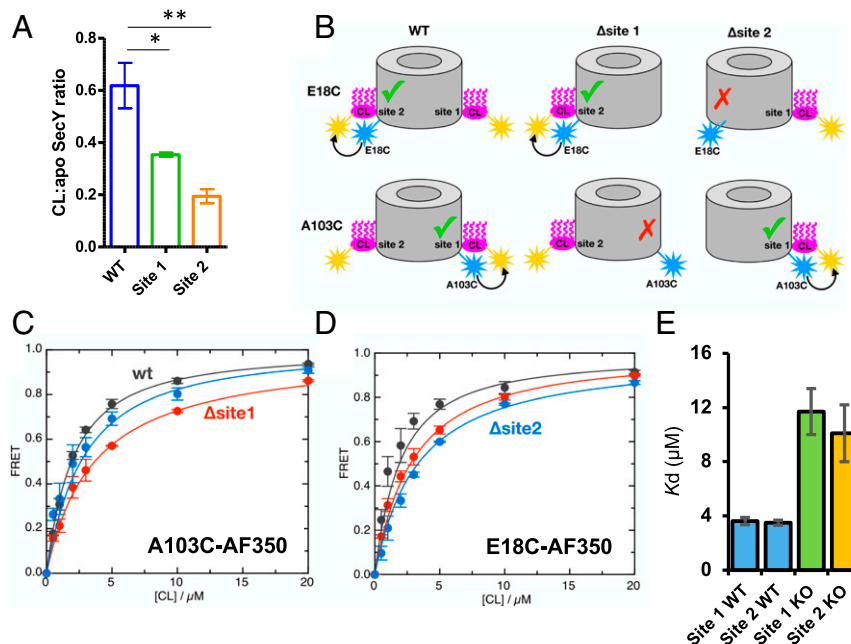 A
**
*
CL:apo SecY ratio
0.8
0.6
0.4
0.2
0.0
WT
Site 1
Site 2
B
WT
Δsite 1
Δsite 2
E18C
CL
site 2
site 1
CL
E18C
CL
site 2
E18C
site 1
CL
E18C
A103C
CL
site 2
site 1
CL
A103C
CL
site 2
A103C
site 1
CL
A103C
C
FRET
1.0
0.8
0.6
0.4
0.2
0.0
wt
Δsite1
A103C-AF350
0
5
10
15
20
[CL] / μM
D
FRET
1.0
0.8
0.6
0.4
0.2
0.0
Δsite2
E18C-AF350
0
5
10
15
20
[CL] / μM
E
Kd (μM)
16
12
8
4
0
Site 1 WT
Site 2 WT
Site 1 KO
Site 2 KO